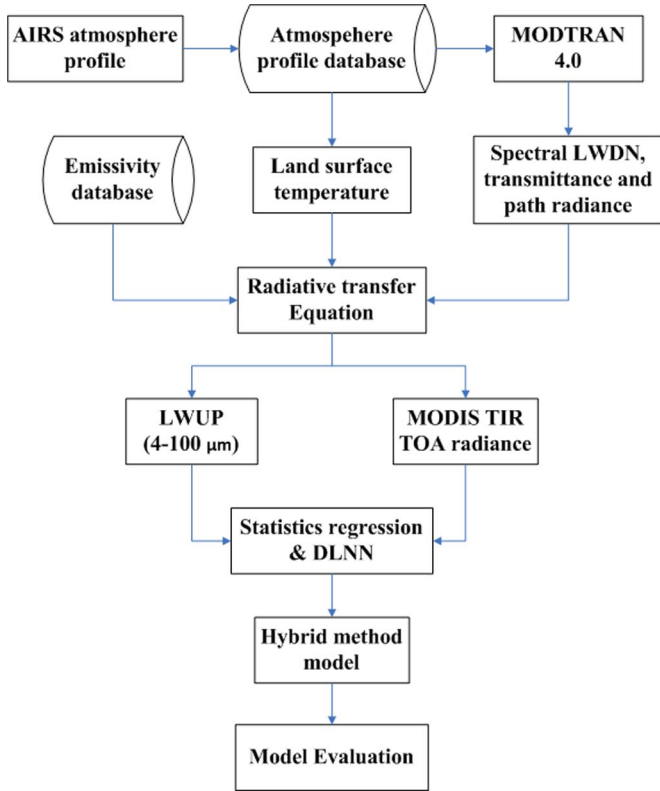 AIRS atmosphere
profile
Atmospehere
profile database
MODTRAN
4.0
Emissivity
database
Land surface
temperature
Spectral LWDN,
transmittance and
path radiance
Radiative transfer
Equation
LWUP
(4-100 μm)
MODIS TIR
TOA radiance
Statistics regression
& DLNN
Hybrid method
model
Model Evaluation